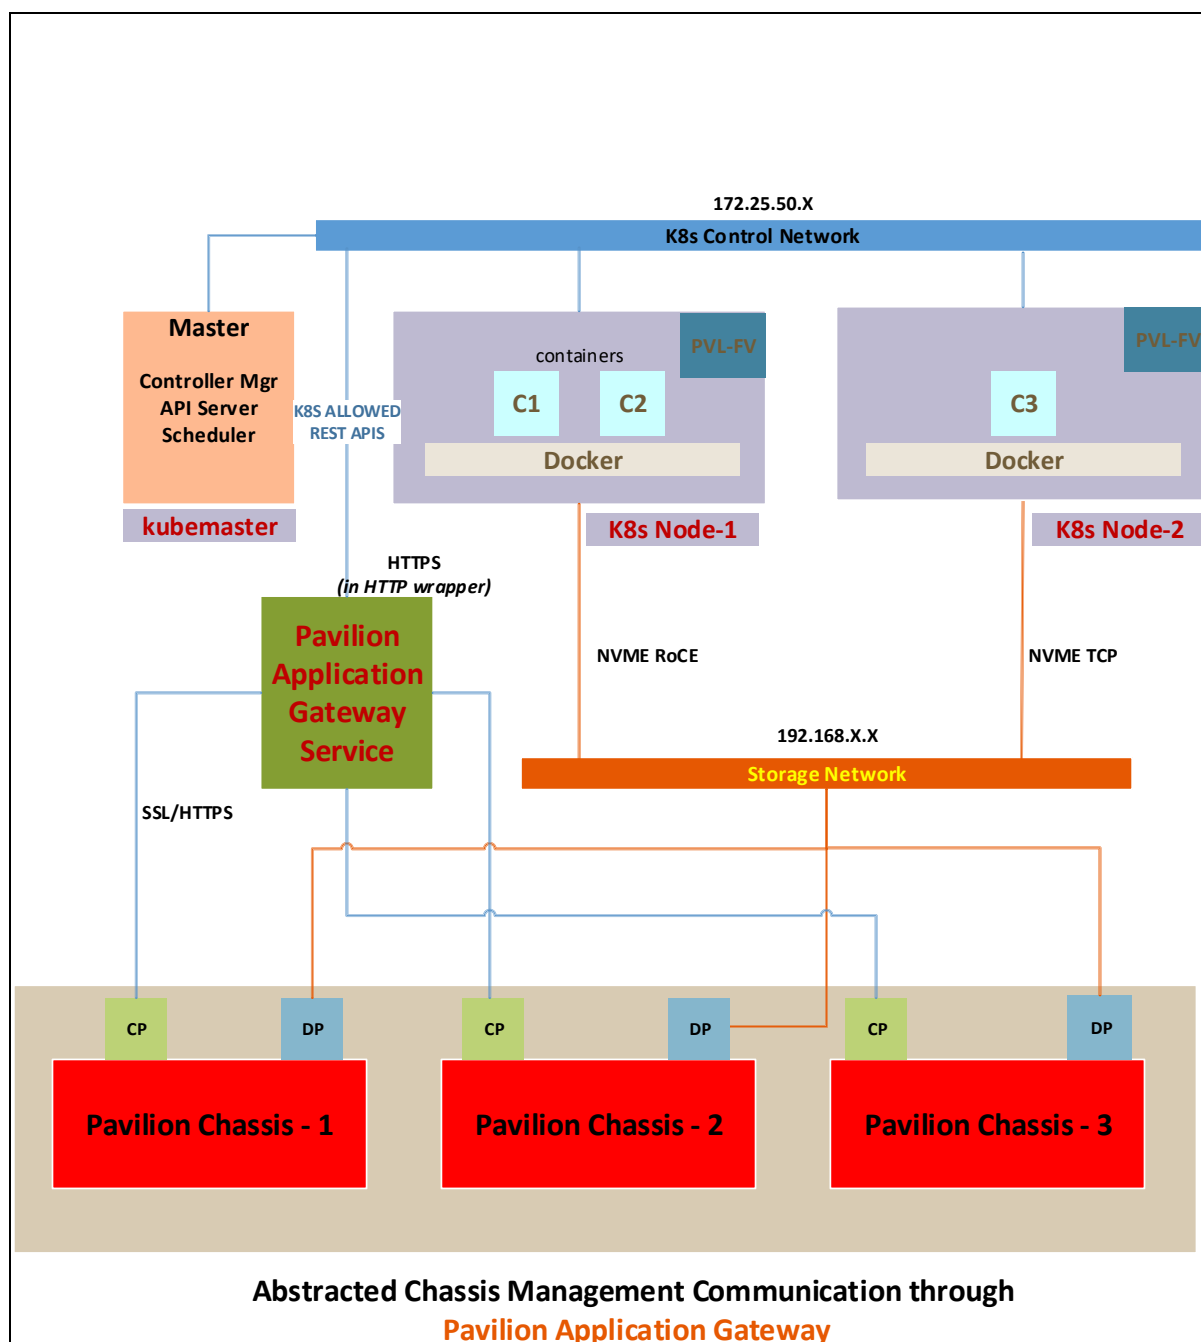 172.25.50.X
K8s Control Network
Master
Controller Mgr
API Server
Scheduler
kubemaster
K8S ALLOWED
REST APIS
containers
PVL-FV
C1
C2
Docker
K8s Node-1
PVL-FV
C3
Docker
K8s Node-2
HTTPS
(in HTTP wrapper)
Pavilion
Application
Gateway
Service
NVME RoCE
NVME TCP
192.168.X.X
Storage Network
SSL/HTTPS
CP
DP
CP
DP
CP
DP
Pavilion Chassis - 1
Pavilion Chassis - 2
Pavilion Chassis - 3
Abstracted Chassis Management Communication through
Pavilion Application Gateway